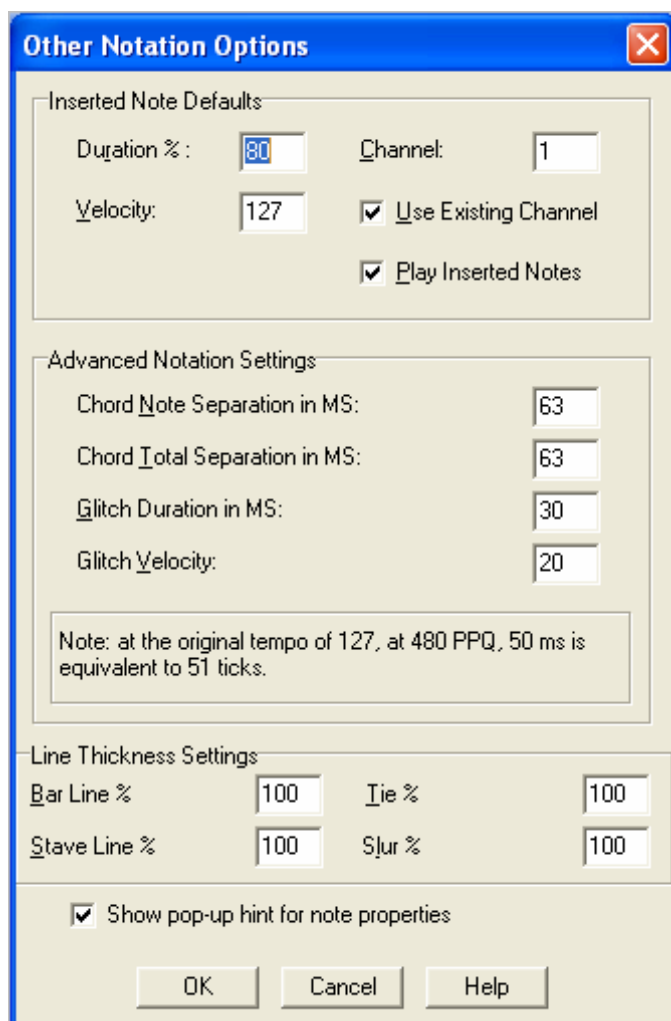 Other Notation Options
Inserted Note Defaults
Duration % : 80 Channel: 1
Velocity: 127 Use Existing Channel
Play Inserted Notes
Advanced Notation Settings
Chord Note Separation in MS: 63
Chord Total Separation in MS: 63
Glitch Duration in MS: 30
Glitch Velocity: 20
Note: at the original tempo of 127, at 480 PPQ, 50 ms is
equivalent to 51 ticks.
Line Thickness Settings
Bar Line % 100 Tie % 100
Stave Line % 100 Slur % 100
Show pop-up hint for note properties
OK Cancel Help